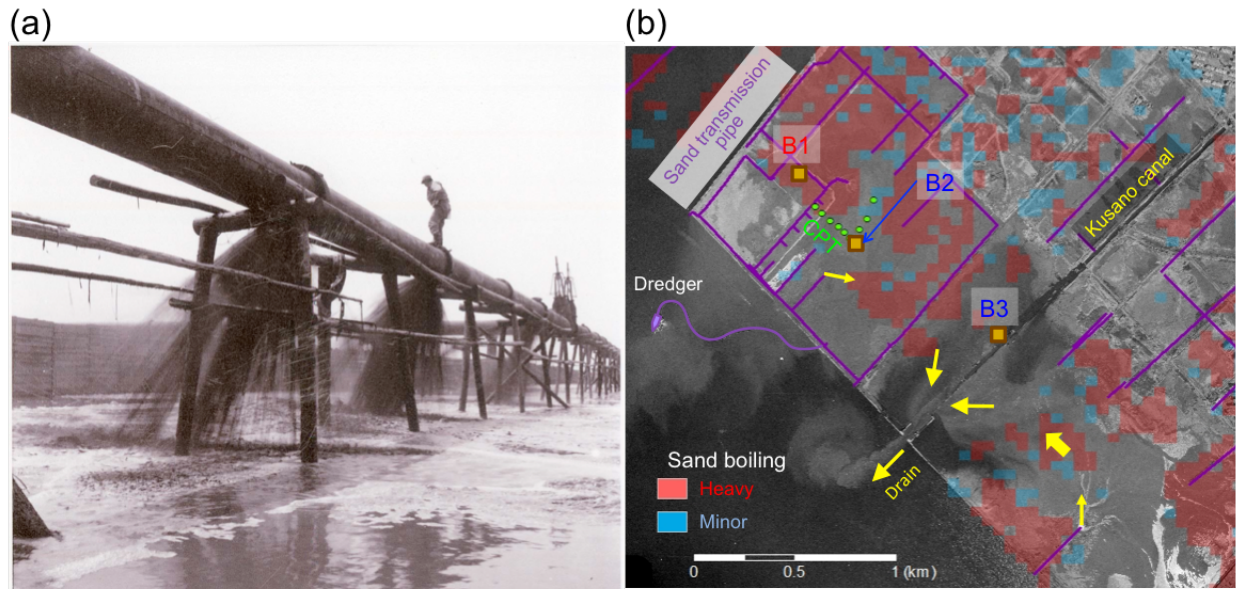 (a)
(b)
Sand transmission
pipe
B1
B2
Kusano canal
CPT
Dredger
B3
Sand boiling
Heavy
Minor
Drain
0 0.5 1 (km)